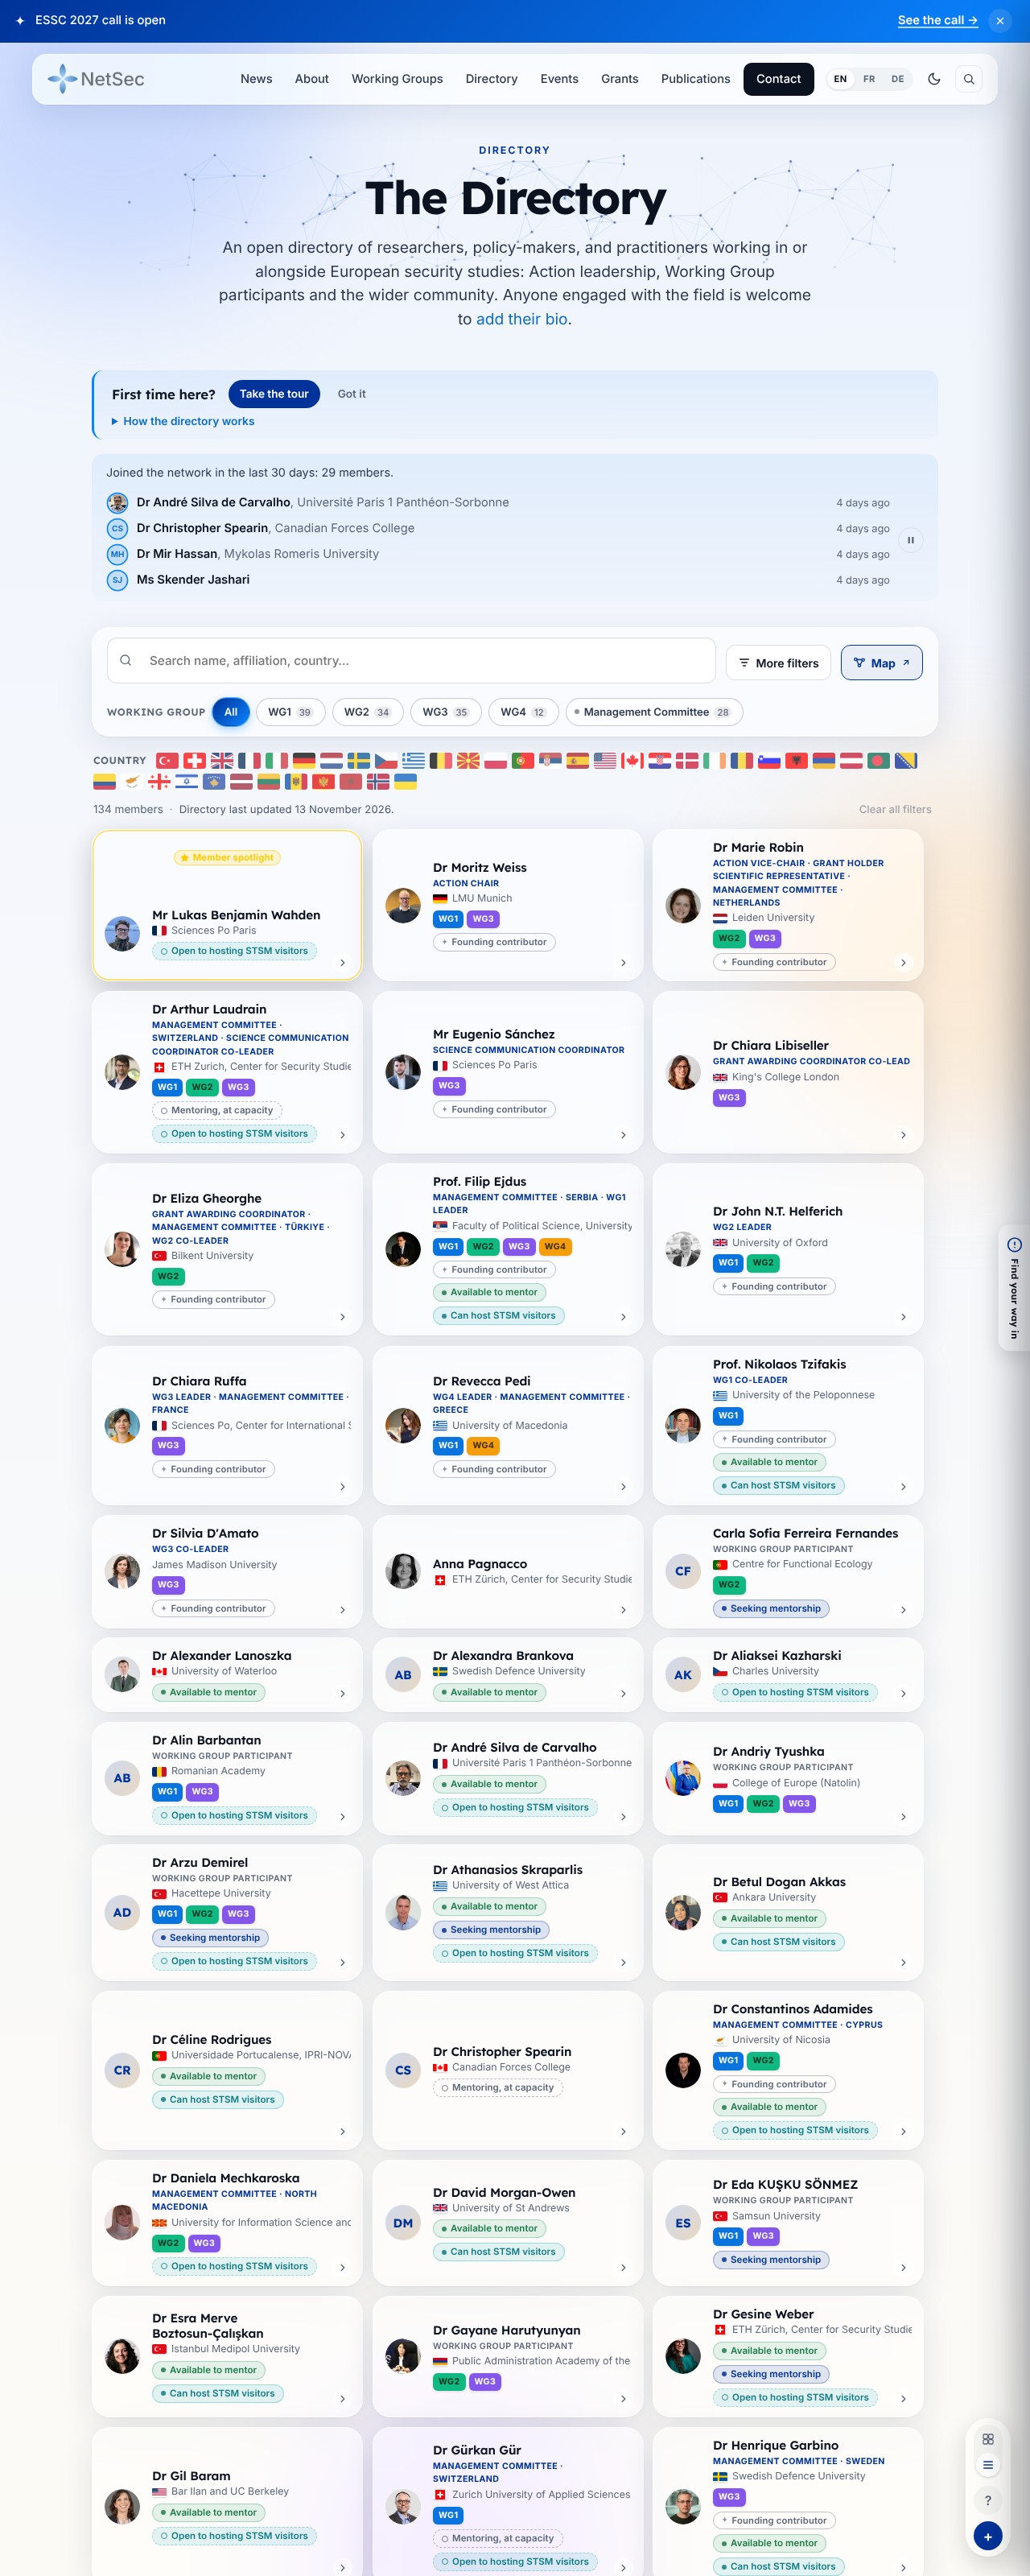 ESSC 2027 call is open
See the call →
NetSec
News About Working Groups Directory Events Grants Publications Contact EN FR DE
DIRECTORY
The Directory
An open directory of researchers, policy-makers, and practitioners working in or
alongside European security studies: Action leadership, Working Group
participants and the wider community. Anyone engaged with the field is welcome
to add their bio.
First time here? Take the tour Got it
How the directory works
Joined the network in the last 30 days: 29 members.
Dr André Silva de Carvalho, Université Paris 1 Panthéon-Sorbonne 4 days ago
CS Dr Christopher Spearin, Canadian Forces College 4 days ago
MH Dr Mir Hassan, Mykolas Romeris University 4 days ago
SJ Ms Skender Jashari 4 days ago
Search name, affiliation, country...
More filters
Map ↗
WORKING GROUP All WG1 39 WG2 34 WG3 35 WG4 12 Management Committee 28
COUNTRY
134 members · Directory last updated 13 November 2026.
Clear all filters
Member spotlight
Mr Lukas Benjamin Wahden
Sciences Po Paris
Open to hosting STSM visitors
Dr Moritz Weiss
ACTION CHAIR
LMU Munich
WG1 WG3
Founding contributor
Dr Marie Robin
ACTION VICE-CHAIR · GRANT HOLDER
SCIENTIFIC REPRESENTATIVE ·
MANAGEMENT COMMITTEE ·
NETHERLANDS
Leiden University
WG2 WG3
Founding contributor
Dr Arthur Laudrain
MANAGEMENT COMMITTEE ·
SWITZERLAND · SCIENCE COMMUNICATION
COORDINATOR CO-LEADER
ETH Zurich, Center for Security Studie
WG1 WG2 WG3
Mentoring, at capacity
Open to hosting STSM visitors
Mr Eugenio Sánchez
SCIENCE COMMUNICATION COORDINATOR
Sciences Po Paris
WG3
Founding contributor
Dr Chiara Libiseller
GRANT AWARDING COORDINATOR CO-LEAD
King's College London
WG3
Dr Eliza Gheorghe
GRANT AWARDING COORDINATOR ·
MANAGEMENT COMMITTEE · TÜRKIYE ·
WG2 CO-LEADER
Bilkent University
WG2
Founding contributor
Prof. Filip Ejdus
MANAGEMENT COMMITTEE · SERBIA · WG1
LEADER
Faculty of Political Science, University
WG1 WG2 WG3 WG4
Founding contributor
Available to mentor
Can host STSM visitors
Dr John N.T. Helferich
WG2 LEADER
University of Oxford
WG1 WG2
Founding contributor
Find your way in
Dr Chiara Ruffa
WG3 LEADER · MANAGEMENT COMMITTEE ·
FRANCE
Sciences Po, Center for International S
WG3
Founding contributor
Dr Revecca Pedi
WG4 LEADER · MANAGEMENT COMMITTEE ·
GREECE
University of Macedonia
WG1 WG4
Founding contributor
Prof. Nikolaos Tzifakis
WG1 CO-LEADER
University of the Peloponnese
WG1
Founding contributor
Available to mentor
Can host STSM visitors
Dr Silvia D'Amato
WG3 CO-LEADER
James Madison University
WG3
Founding contributor
Anna Pagnacco
ETH Zürich, Center for Security Studie
CF
Carla Sofia Ferreira Fernandes
WORKING GROUP PARTICIPANT
Centre for Functional Ecology
WG2
Seeking mentorship
Dr Alexander Lanoszka
University of Waterloo
Available to mentor
AB
Dr Alexandra Brankova
Swedish Defence University
Available to mentor
AK
Dr Aliaksei Kazharski
Charles University
Open to hosting STSM visitors
AB
Dr Alin Barbantan
WORKING GROUP PARTICIPANT
Romanian Academy
WG1 WG3
Open to hosting STSM visitors
Dr André Silva de Carvalho
Université Paris 1 Panthéon-Sorbonne
Available to mentor
Open to hosting STSM visitors
Dr Andriy Tyushka
WORKING GROUP PARTICIPANT
College of Europe (Natolin)
WG1 WG2 WG3
AD
Dr Arzu Demirel
WORKING GROUP PARTICIPANT
Hacettepe University
WG1 WG2 WG3
Seeking mentorship
Open to hosting STSM visitors
Dr Athanasios Skraparlis
University of West Attica
Available to mentor
Seeking mentorship
Open to hosting STSM visitors
Dr Betul Dogan Akkas
Ankara University
Available to mentor
Can host STSM visitors
CR
Dr Céline Rodrigues
Universidade Portucalense, IPRI-NOVA
Available to mentor
Can host STSM visitors
CS
Dr Christopher Spearin
Canadian Forces College
Mentoring, at capacity
Dr Constantinos Adamides
MANAGEMENT COMMITTEE · CYPRUS
University of Nicosia
WG1 WG2
Founding contributor
Available to mentor
Open to hosting STSM visitors
Dr Daniela Mechkaroska
MANAGEMENT COMMITTEE · NORTH
MACEDONIA
University for Information Science and
WG2 WG3
Open to hosting STSM visitors
DM
Dr David Morgan-Owen
University of St Andrews
Available to mentor
Can host STSM visitors
ES
Dr Eda KUŞKU SÖNMEZ
WORKING GROUP PARTICIPANT
Samsun University
WG1 WG3
Seeking mentorship
Dr Esra Merve
Boztosun-Çalışkan
Istanbul Medipol University
Available to mentor
Can host STSM visitors
Dr Gayane Harutyunyan
WORKING GROUP PARTICIPANT
Public Administration Academy of the
WG2 WG3
Dr Gesine Weber
ETH Zürich, Center for Security Studie
Available to mentor
Seeking mentorship
Open to hosting STSM visitors
Dr Gil Baram
Bar Ilan and UC Berkeley
Available to mentor
Open to hosting STSM visitors
Dr Gürkan Gür
MANAGEMENT COMMITTEE ·
SWITZERLAND
Zurich University of Applied Sciences
WG1
Mentoring, at capacity
Open to hosting STSM visitors
Dr Henrique Garbino
MANAGEMENT COMMITTEE · SWEDEN
Swedish Defence University
WG3
Founding contributor
Available to mentor
Can host STSM visitors
?
+